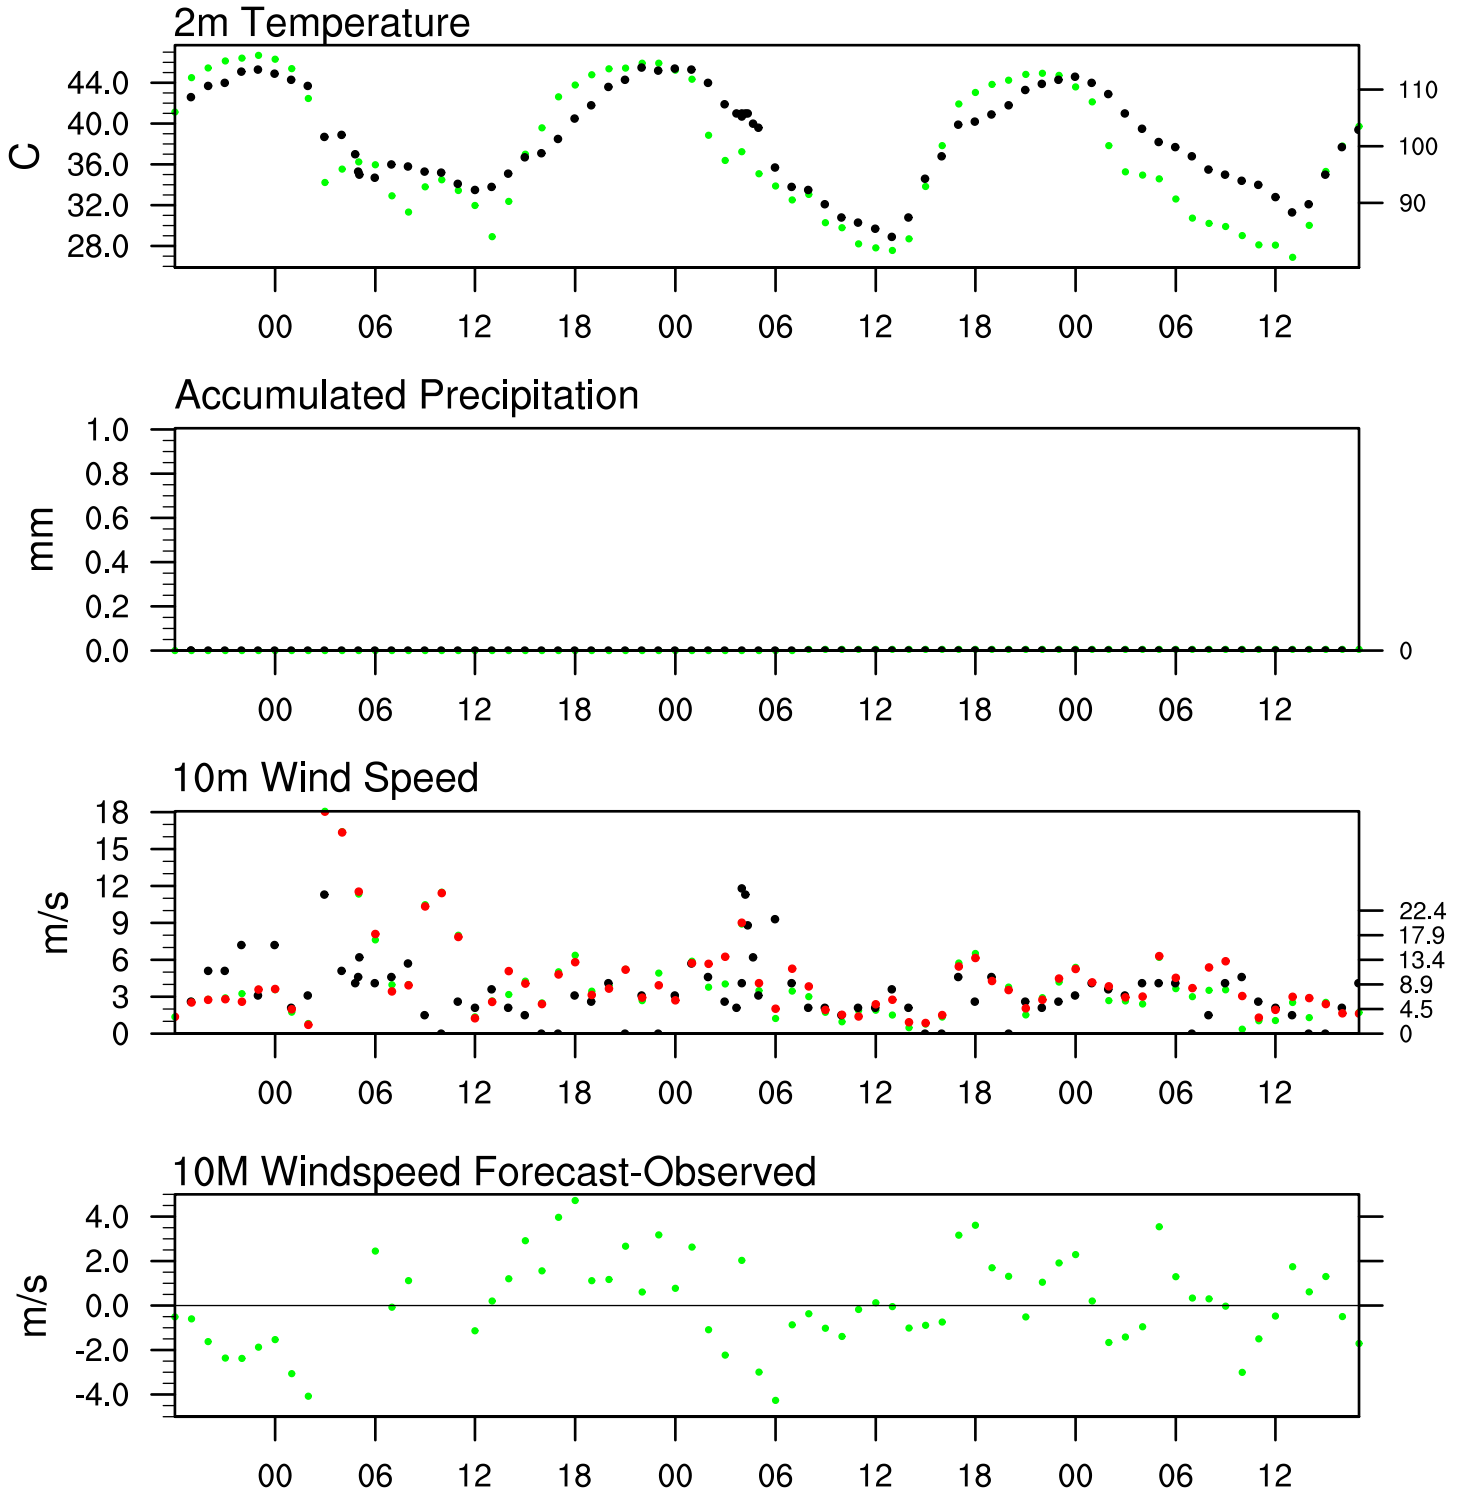 2m Temperature
C
44.0
40.0
36.0
32.0
28.0
110
100
90
00 06 12 18 00 06 12 18 00 06 12
Accumulated Precipitation
mm
1.0
0.8
0.6
0.4
0.2
0.0
0
00 06 12 18 00 06 12 18 00 06 12
10m Wind Speed
m/s
18
15
12
9
6
3
0
22.4
17.9
13.4
8.9
4.5
0
00 06 12 18 00 06 12 18 00 06 12
10M Windspeed Forecast-Observed
m/s
4.0
2.0
0.0
-2.0
-4.0
00 06 12 18 00 06 12 18 00 06 12